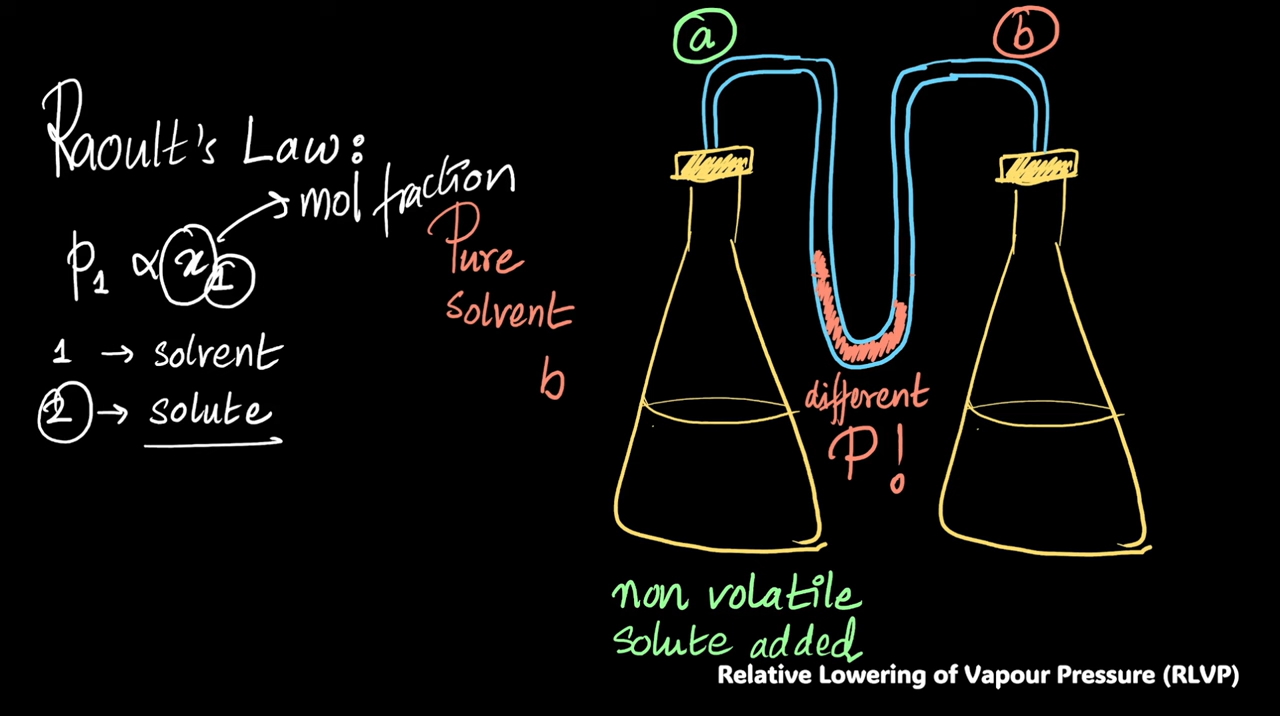 Raoult's Law:
mol fraction
p₁ ∝ x₁
1 → solvent
2 → solute
Pure
solvent
b
a
b
different
P!
non volatile
solute added
Relative Lowering of Vapour Pressure (RLVP)